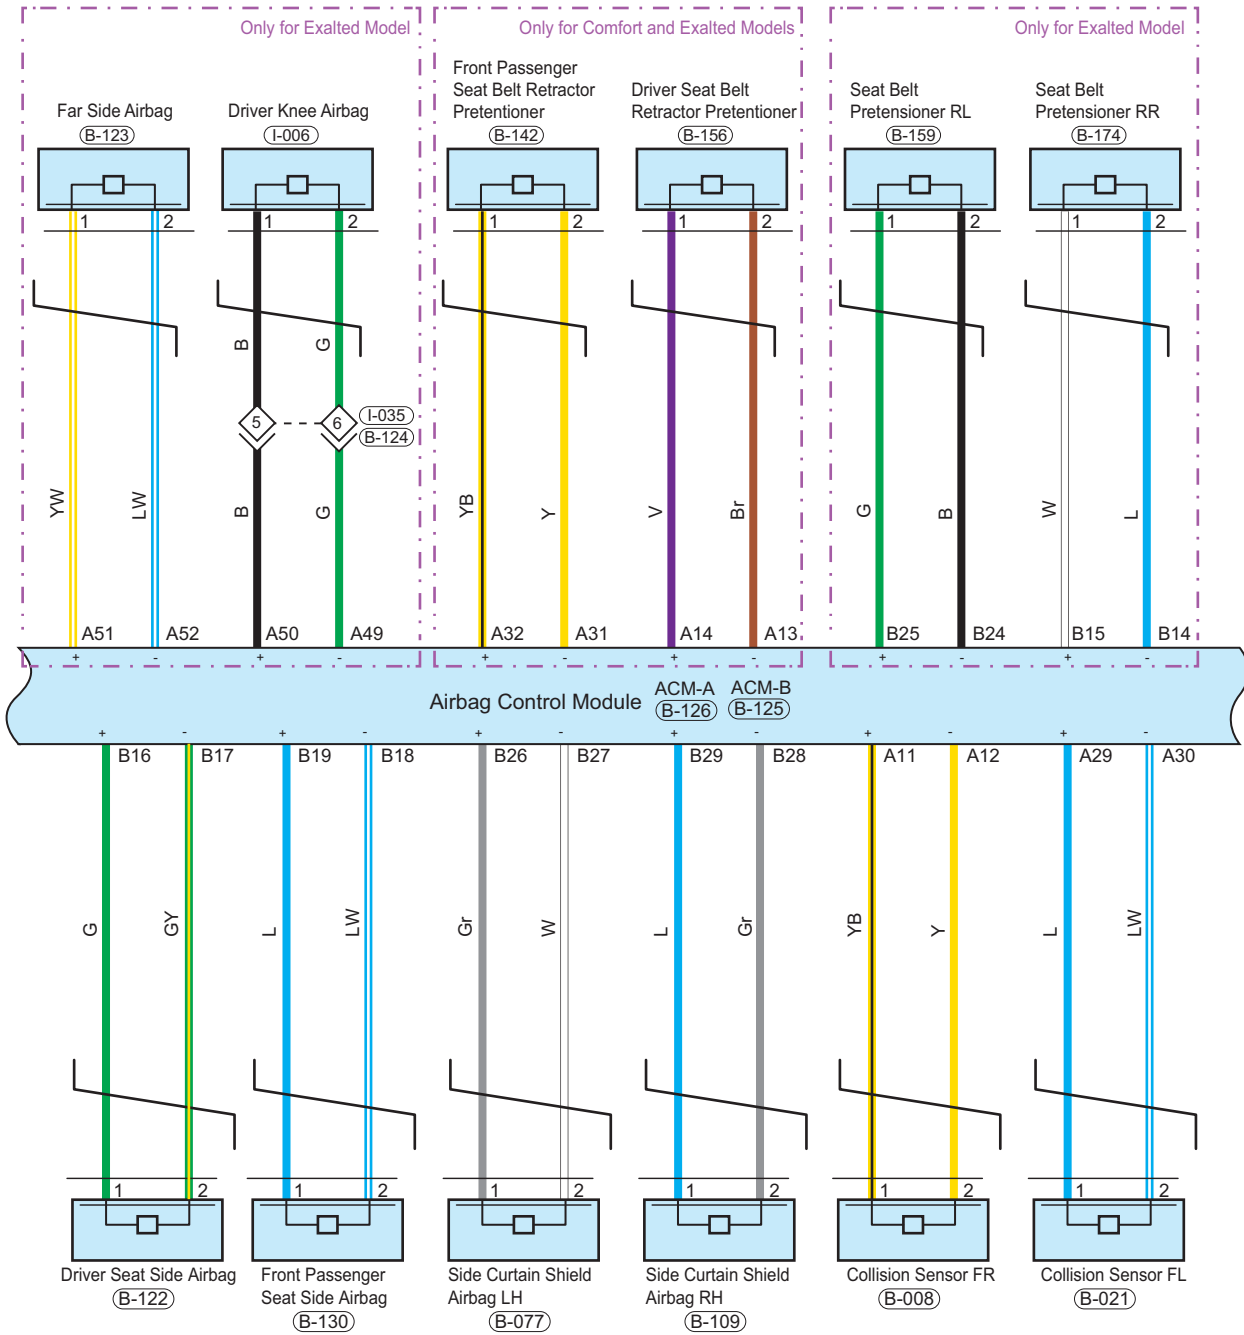 Only for Exalted Model
Only for Comfort and Exalted Models
Only for Exalted Model
Far Side Airbag
B-123
Driver Knee Airbag
I-006
Front Passenger
Seat Belt Retractor
Pretentioner
B-142
Driver Seat Belt
Retractor Pretentioner
B-156
Seat Belt
Pretensioner RL
B-159
Seat Belt
Pretensioner RR
B-174
1 2 1 2 1 2 1 2 1 2 1 2
B G
5 6
I-035
B-124
YW LW B G YB Y V Br G B W L
A51 A52 A50 A49 A32 A31 A14 A13 B25 B24 B15 B14
+ - + - + - + - + - + -
Airbag Control Module
ACM-A
B-126
ACM-B
B-125
+ - + - + - + - + - + -
B16 B17 B19 B18 B26 B27 B29 B28 A11 A12 A29 A30
G GY L LW Gr W L Gr YB Y L LW
1 2 1 2 1 2 1 2 1 2 1 2
Driver Seat Side Airbag
B-122
Front Passenger
Seat Side Airbag
B-130
Side Curtain Shield
Airbag LH
B-077
Side Curtain Shield
Airbag RH
B-109
Collision Sensor FR
B-008
Collision Sensor FL
B-021